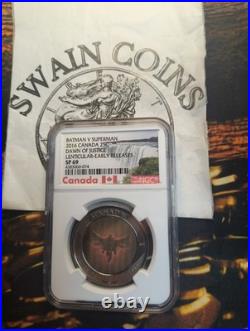 SWAIN COINS
BATMAN V SUPERMAN
2016 CANADA 25C
DAWN OF JUSTICE
LENTICULAR-EARLY RELEASES
SP 69
Canada
NGC